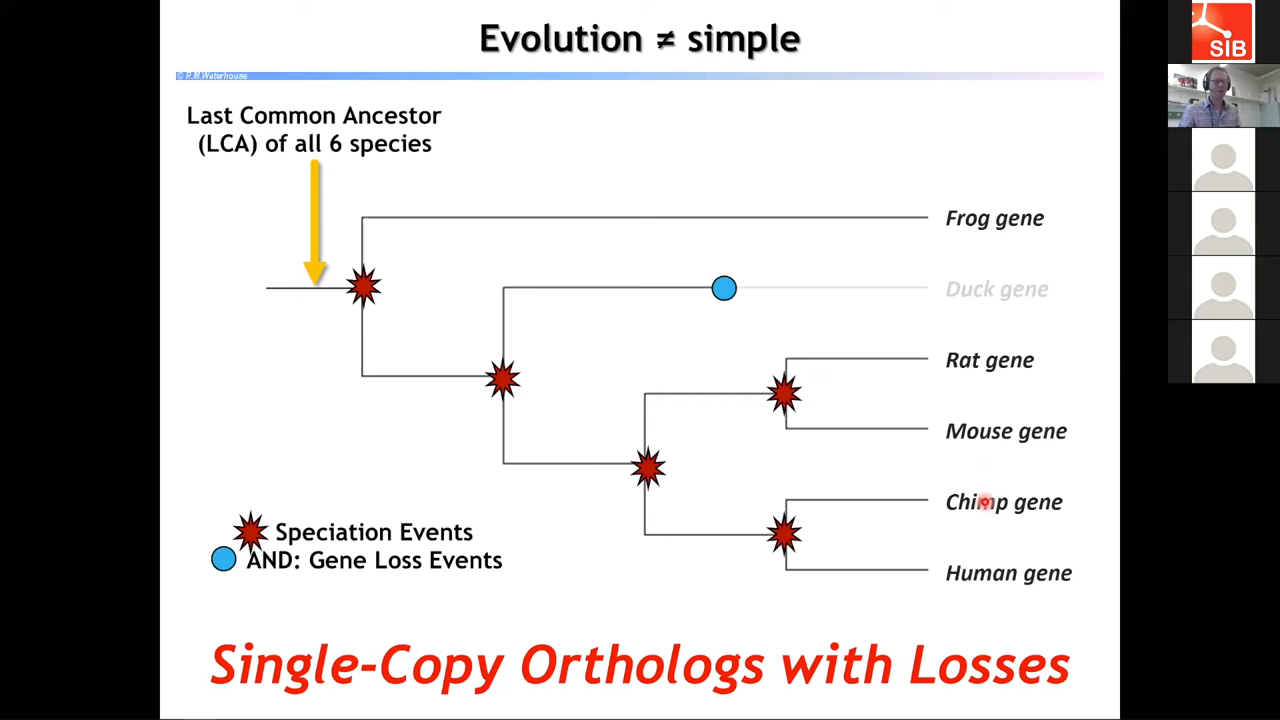 Evolution ≠ simple
© R.M.Waterhouse
Last Common Ancestor
(LCA) of all 6 species
Frog gene
Duck gene
Rat gene
Mouse gene
Chimp gene
Human gene
Speciation Events
AND: Gene Loss Events
Single-Copy Orthologs with Losses
SIB